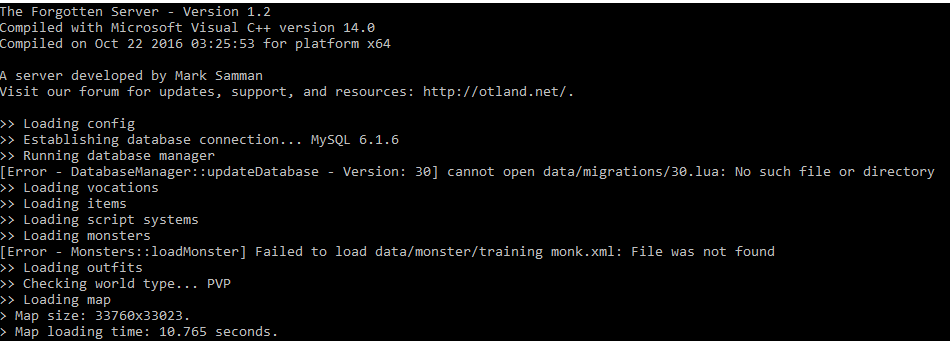 The Forgotten Server - Version 1.2
Compiled with Microsoft Visual C++ version 14.0
Compiled on Oct 22 2016 03:25:53 for platform x64
A server developed by Mark Samman
Visit our forum for updates, support, and resources: http://otland.net/.
>> Loading config
>> Establishing database connection... MySQL 6.1.6
>> Running database manager
[Error - DatabaseManager::updateDatabase - Version: 30] cannot open data/migrations/30.lua: No such file or directory
>> Loading vocations
>> Loading items
>> Loading script systems
>> Loading monsters
[Error - Monsters::loadMonster] Failed to load data/monster/training monk.xml: File was not found
>> Loading outfits
>> Checking world type... PVP
>> Loading map
> Map size: 33760x33023.
> Map loading time: 10.765 seconds.